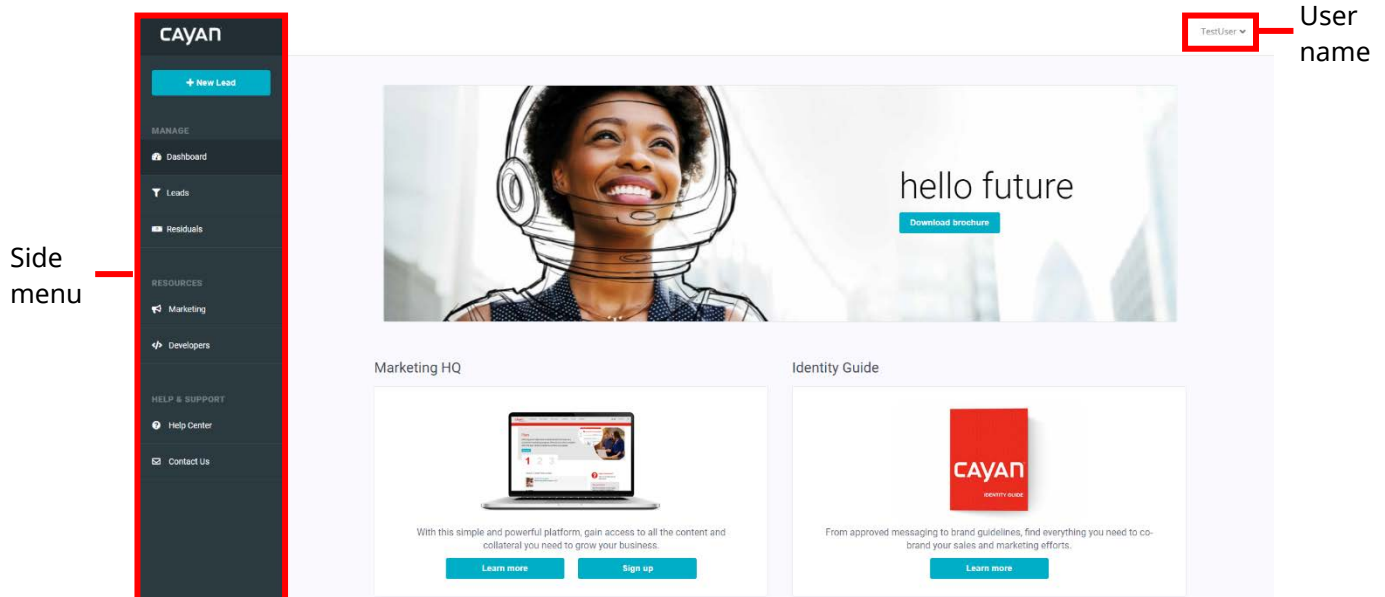 User
name
CAYAN
TestUser
+ New Lead
MANAGE
Dashboard
Leads
Residuals
Side
menu
RESOURCES
Marketing
</> Developers
HELP & SUPPORT
Help Center
Contact Us
hello future
Download brochure
Marketing HQ
1 2 3
With this simple and powerful platform, gain access to all the content and
collateral you need to grow your business.
Learn more
Sign up
Identity Guide
CAYAN
IDENTITY GUIDE
From approved messaging to brand guidelines, find everything you need to co-
brand your sales and marketing efforts.
Learn more